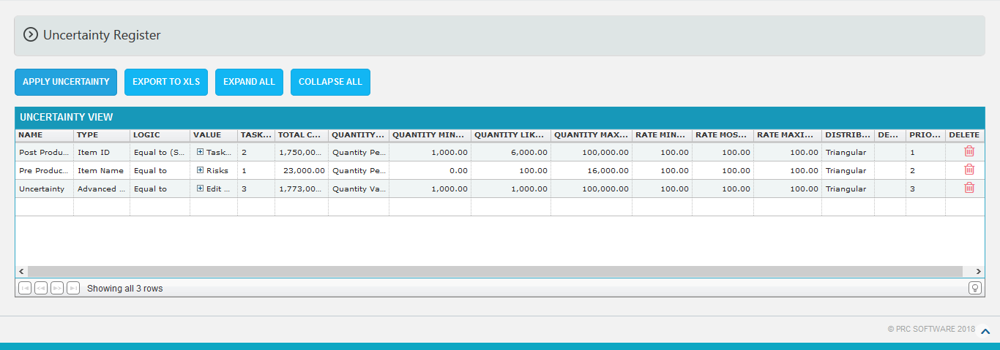 Uncertainty Register
APPLY UNCERTAINTY EXPORT TO XLS EXPAND ALL COLLAPSE ALL
UNCERTAINTY VIEW
NAME TYPE LOGIC VALUE TASK... TOTAL C... QUANTITY... QUANTITY MIN... QUANTITY LIK... QUANTITY MAX... RATE MIN... RATE MOS... RATE MAXI... DISTRIB... DE... PRIO... DELETE
Post Produ... Item ID Equal to (S... Task... 2 1,750,00... Quantity Pe... 1,000.00 6,000.00 100,000.00 100.00 100.00 100.00 Triangular 1
Pre Produc... Item Name Equal to Risks 1 23,000.00 Quantity Pe... 0.00 100.00 16,000.00 100.00 100.00 100.00 Triangular 2
Uncertainty Advanced ... Equal to Edit ... 3 1,773,00... Quantity Va... 1,000.00 1,000.00 100,000.00 100.00 100.00 100.00 Triangular 3
Showing all 3 rows
© PRC SOFTWARE 2018